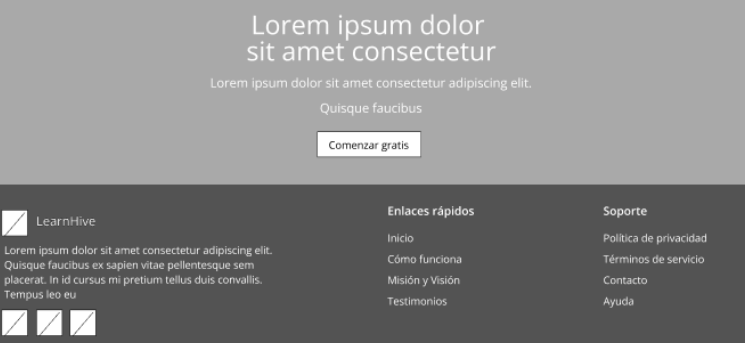 Lorem ipsum dolor
sit amet consectetur
Lorem ipsum dolor sit amet consectetur adipiscing elit.
Quisque faucibus
Comenzar gratis
LearnHive
Lorem ipsum dolor sit amet consectetur adipiscing elit.
Quisque faucibus ex sapien vitae pellentesque sem
placerat. In id cursus mi pretium tellus duis convallis.
Tempus leo eu
Enlaces rápidos
Inicio
Cómo funciona
Misión y Visión
Testimonios
Soporte
Política de privacidad
Términos de servicio
Contacto
Ayuda